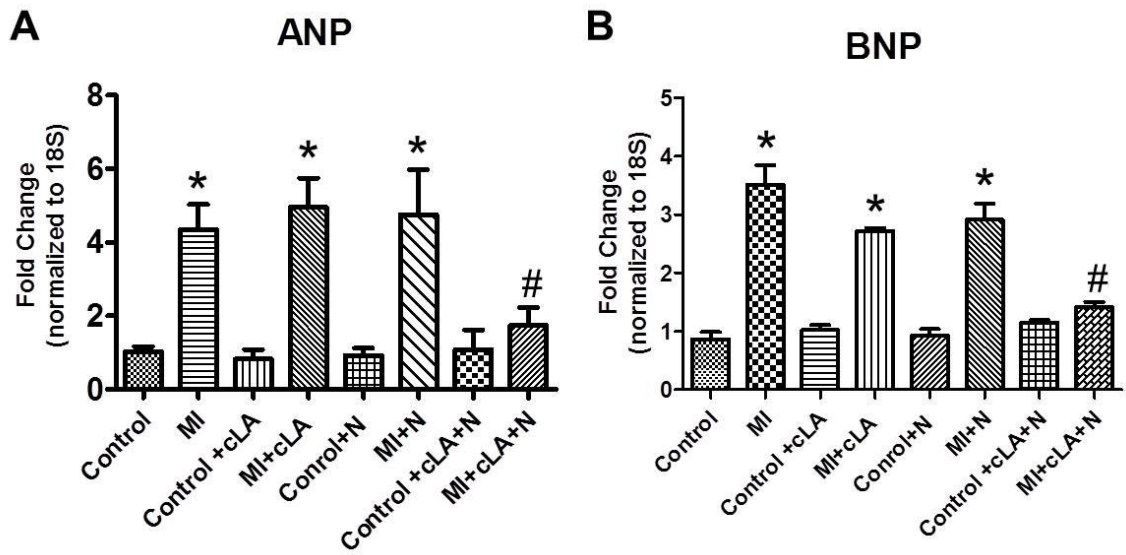 A
ANP
Fold Change
(normalized to 18S)
8
6
4
2
0
*
*
*
#
Control
MI
Control +cLA
MI+cLA
Conrol+N
MI+N
Control +cLA+N
MI+cLA+N
B
BNP
Fold Change
(normalized to 18S)
5
4
3
2
1
0
*
*
*
#
Control
MI
Control +cLA
MI+cLA
Conrol+N
MI+N
Control +cLA+N
MI+cLA+N